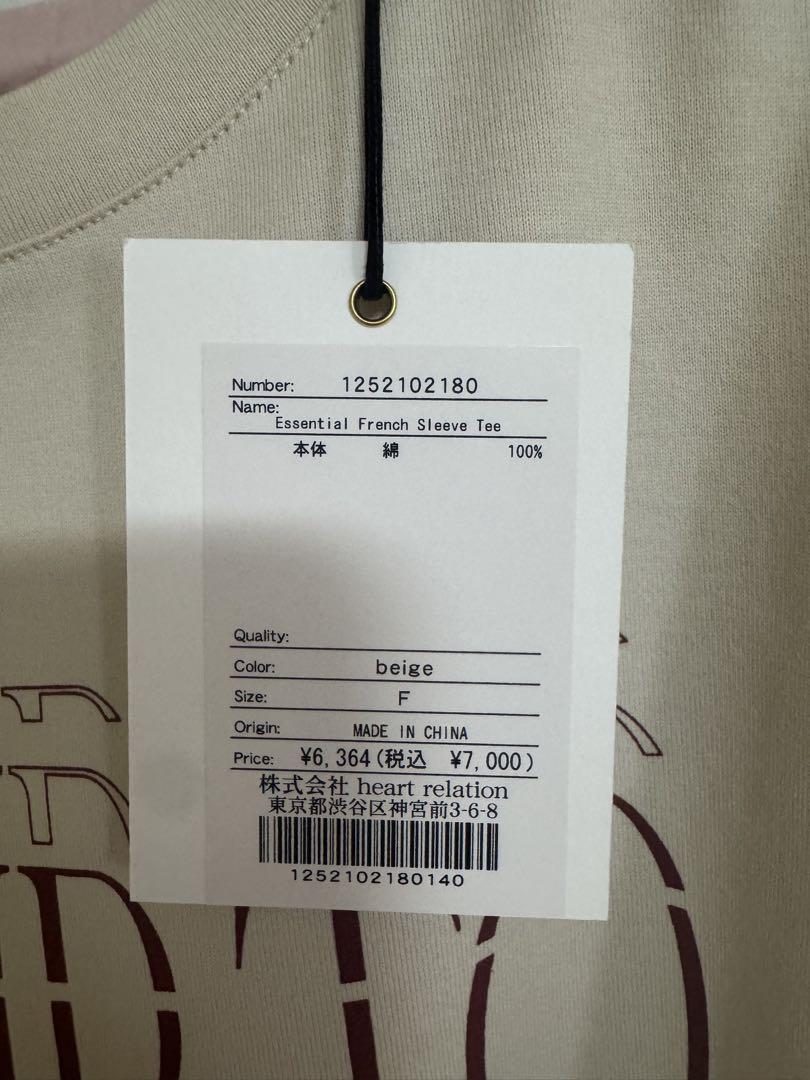 Number: 1252102180
Name:
Essential French Sleeve Tee
本体 綿 100%
Quality:
Color: beige
Size: F
Origin: MADE IN CHINA
Price: ¥6,364(税込 ¥7,000)
株式会社 heart relation
東京都渋谷区神宮前3-6-8
1252102180140